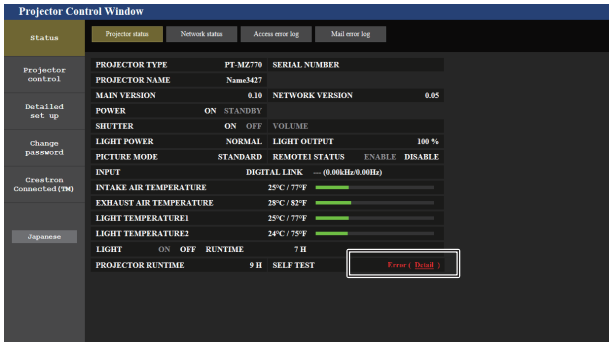 Projector Control Window
Status
Projector control
Detailed set up
Change password
Crestron Connected(TM)
Japanese
Projector status Network status Access error log Mail error log
PROJECTOR TYPE PT-MZ770 SERIAL NUMBER
PROJECTOR NAME Name3427
MAIN VERSION 0.10 NETWORK VERSION 0.05
POWER ON STANDBY
SHUTTER ON OFF VOLUME
LIGHT POWER NORMAL LIGHT OUTPUT 100 %
PICTURE MODE STANDARD REMOTE1 STATUS ENABLE DISABLE
INPUT DIGITAL LINK --- (0.00kHz/0.00Hz)
INTAKE AIR TEMPERATURE 25°C / 77°F
EXHAUST AIR TEMPERATURE 28°C / 82°F
LIGHT TEMPERATURE1 25°C / 77°F
LIGHT TEMPERATURE2 24°C / 75°F
LIGHT ON OFF RUNTIME 7 H
PROJECTOR RUNTIME 9 H SELF TEST Error ( Detail )